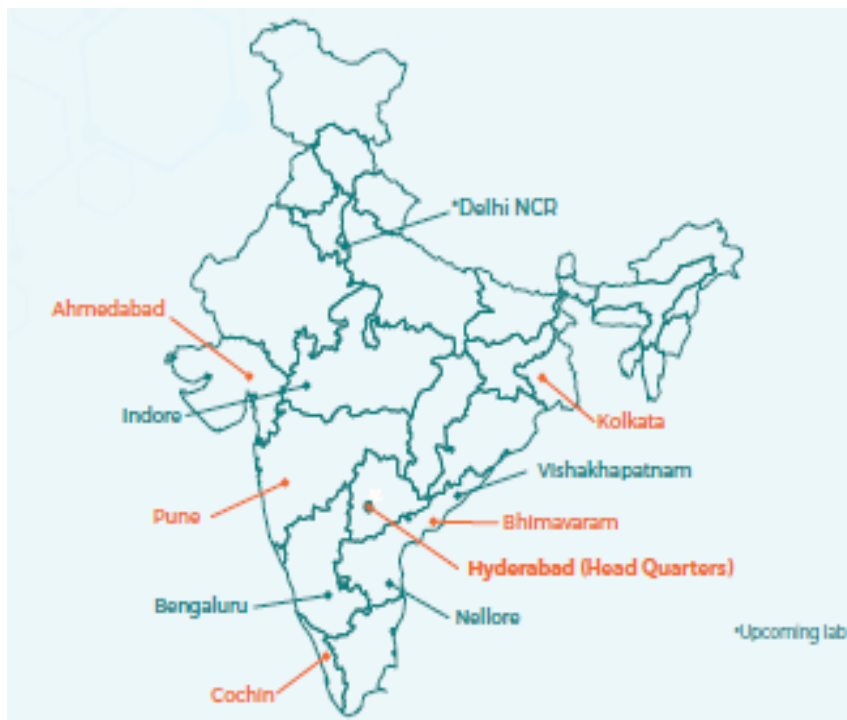 *Delhi NCR
Ahmedabad
Indore
Kolkata
Vishakhapatnam
Pune
Bhimavaram
Hyderabad (Head Quarters)
Bengaluru
Nellore
*Upcoming lab
Cochin